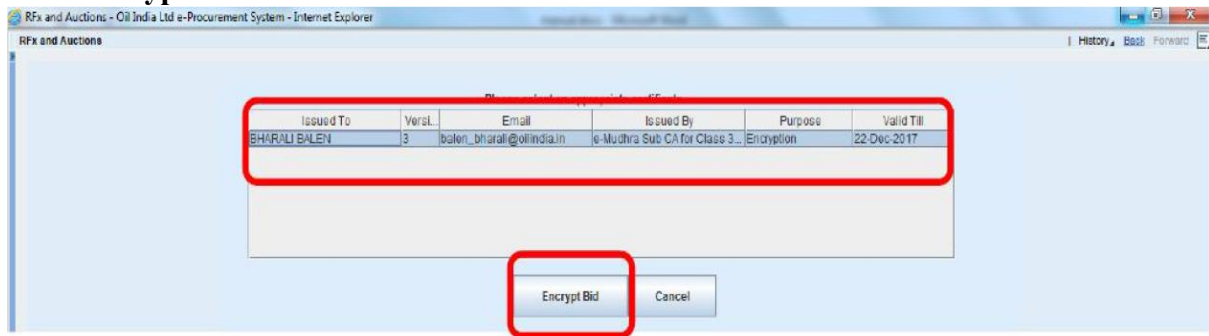 RFx and Auctions - Oil India Ltd e-Procurement System - Internet Explorer
RFx and Auctions
| History Back Forward
Issued To Versi... Email Issued By Purpose Valid Till
BHARALI BALEN 3 balen_bharali@oilindia.in e-Mudhra Sub CA for Class 3... Encryption 22-Dec-2017
Encrypt Bid Cancel